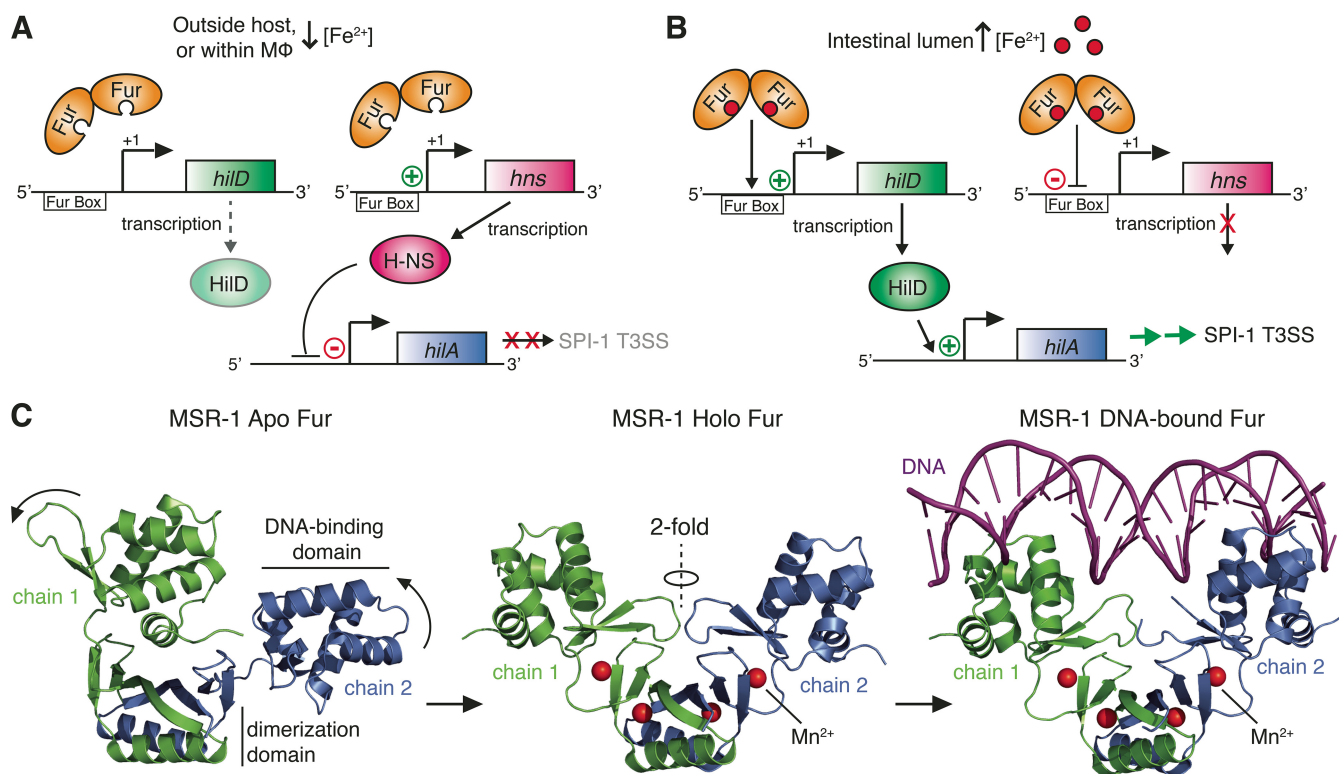 A
Outside host,
or within MΦ
[Fe²⁺]
Fur
Fur
+1
hilD
5’
3’
Fur Box
transcription
HilD
Fur
Fur
+1
hns
5’
3’
Fur Box
transcription
H-NS
hilA
5’
3’
SPI-1 T3SS
B
Intestinal lumen
[Fe²⁺]
Fur
Fur
+1
hilD
5’
3’
Fur Box
transcription
HilD
Fur
Fur
+1
hns
5’
3’
Fur Box
transcription
hilA
5’
3’
SPI-1 T3SS
C
MSR-1 Apo Fur
chain 1
DNA-binding
domain
chain 2
dimerization
domain
MSR-1 Holo Fur
2-fold
chain 1
chain 2
Mn²⁺
MSR-1 DNA-bound Fur
DNA
chain 1
chain 2
Mn²⁺